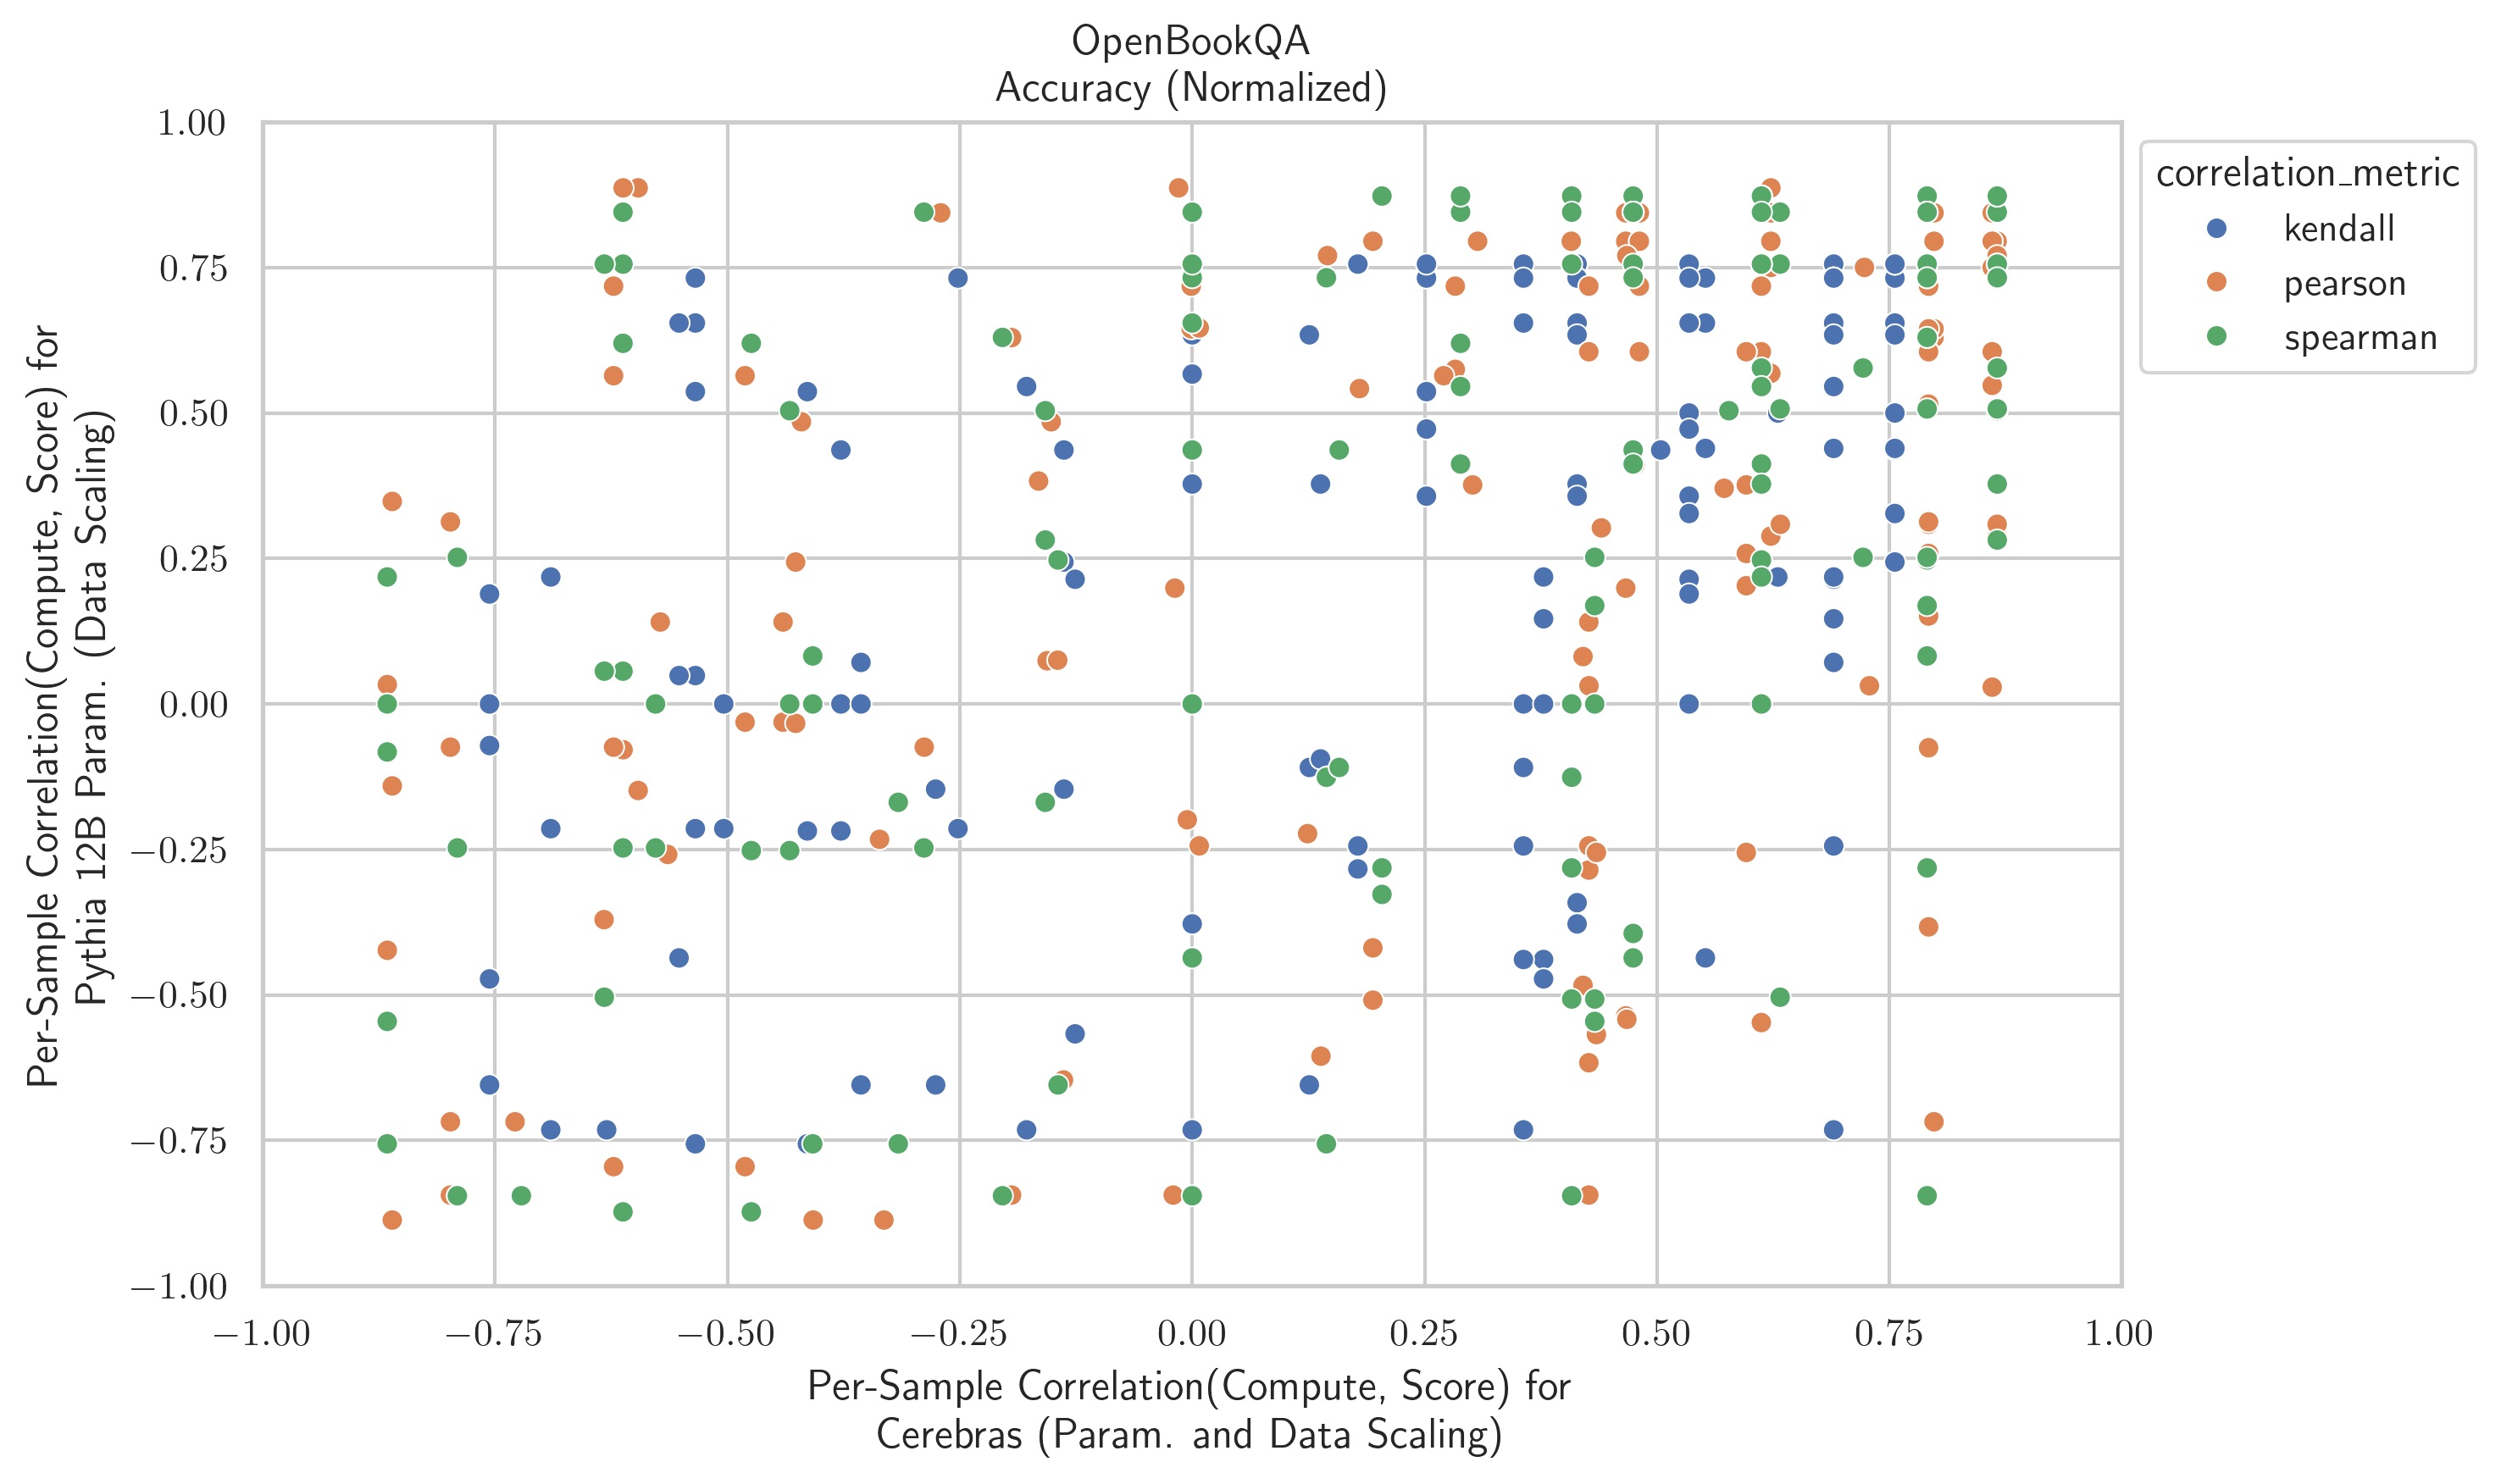 OpenBookQA
Accuracy (Normalized)
Per-Sample Correlation(Compute, Score) for
Pythia 12B Param. (Data Scaling)
1.00
0.75
0.50
0.25
0.00
−0.25
−0.50
−0.75
−1.00
−1.00 −0.75 −0.50 −0.25 0.00 0.25 0.50 0.75 1.00
Per-Sample Correlation(Compute, Score) for
Cerebras (Param. and Data Scaling)
correlation_metric
kendall
pearson
spearman